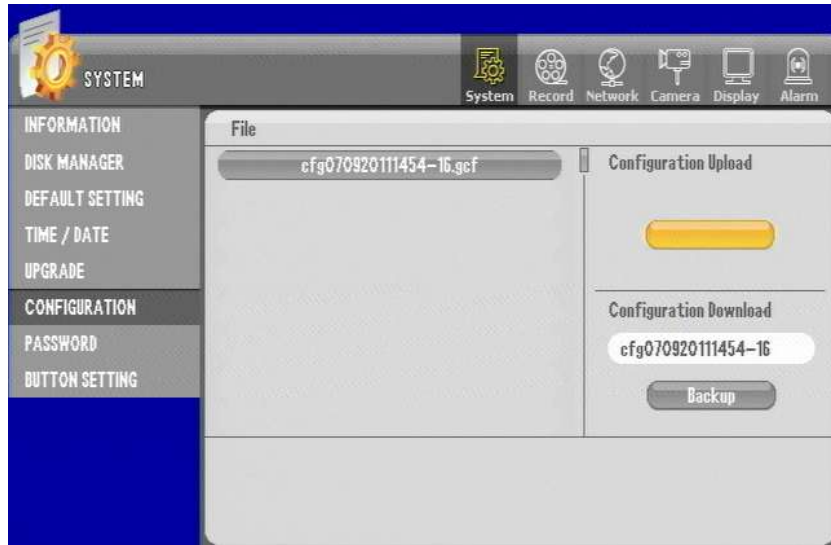 SYSTEM
System Record Network Camera Display Alarm
INFORMATION
DISK MANAGER
DEFAULT SETTING
TIME / DATE
UPGRADE
CONFIGURATION
PASSWORD
BUTTON SETTING
File
cfg070920111454-16.gcf
Configuration Upload
Configuration Download
cfg070920111454-16
Backup